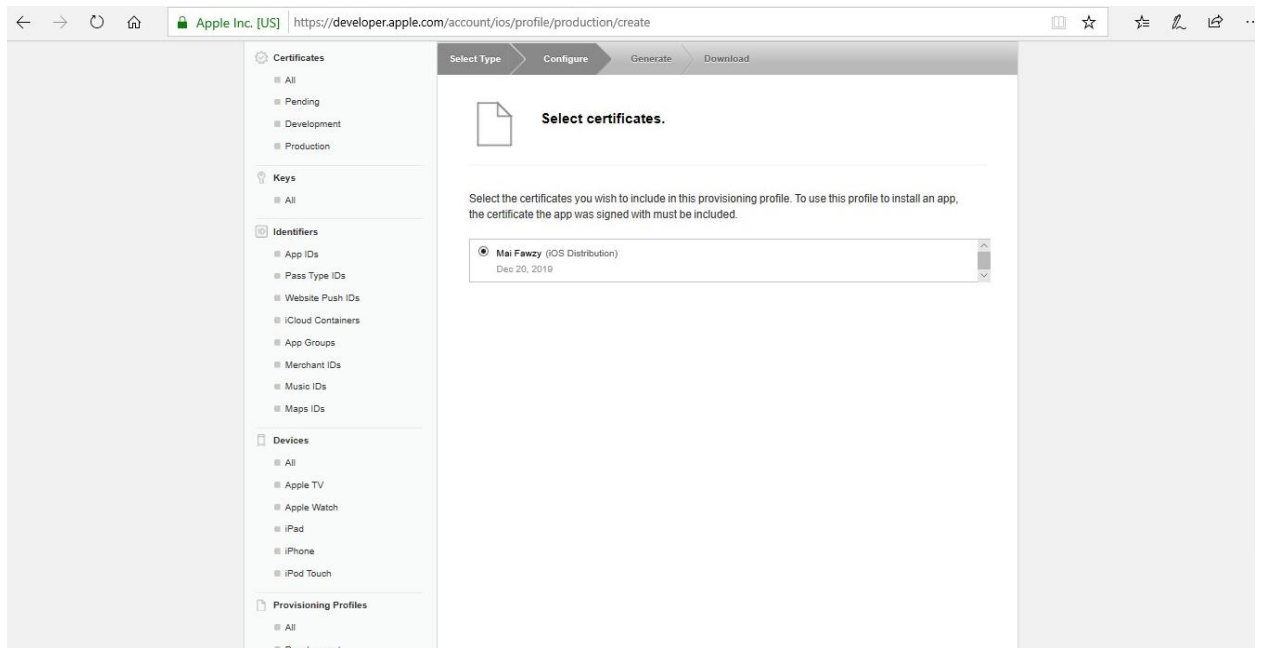 Apple Inc. [US]
https://developer.apple.com/account/ios/profile/production/create
Certificates
All
Pending
Development
Production
Keys
All
Identifiers
App IDs
Pass Type IDs
Website Push IDs
iCloud Containers
App Groups
Merchant IDs
Music IDs
Maps IDs
Devices
All
Apple TV
Apple Watch
iPad
iPhone
iPod Touch
Provisioning Profiles
All
Select Type
Configure
Generate
Download
Select certificates.
Select the certificates you wish to include in this provisioning profile. To use this profile to install an app,
the certificate the app was signed with must be included.
Mai Fawzy (iOS Distribution)
Dec 20, 2019